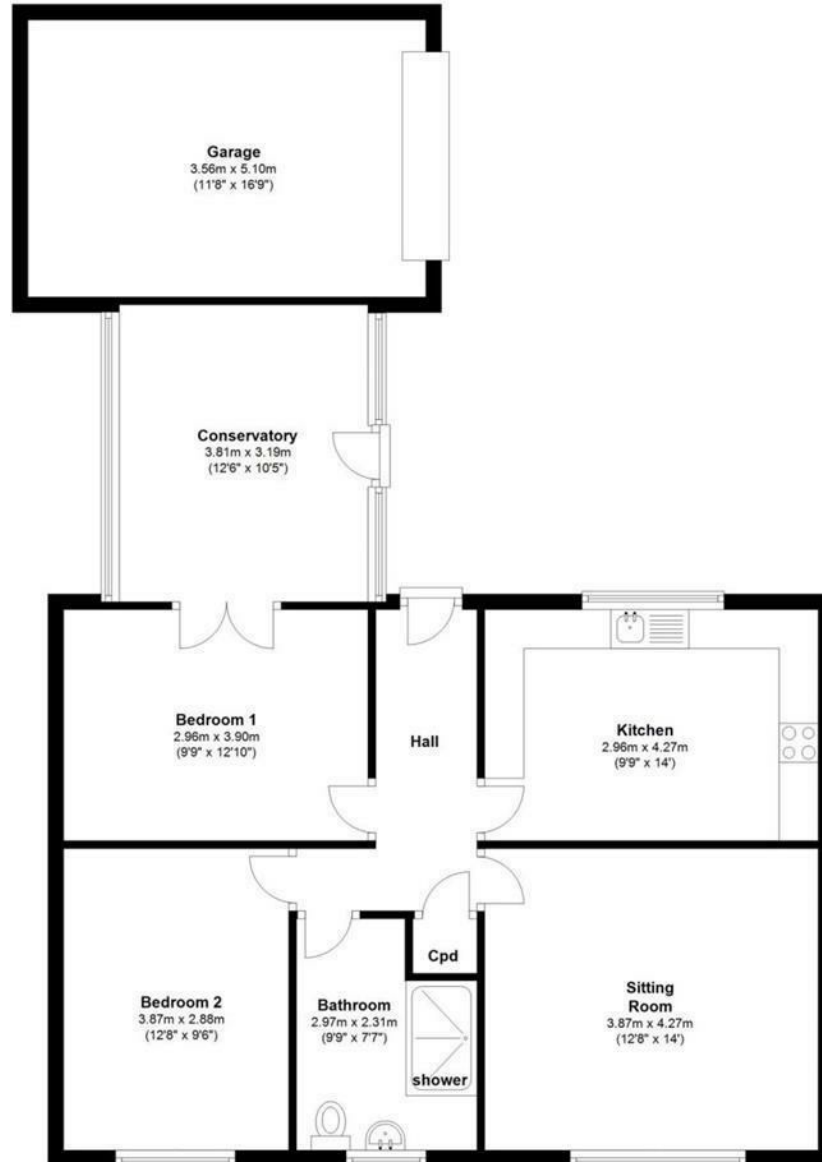 Garage
3.56m x 5.10m
(11'8" x 16'9")
Conservatory
3.81m x 3.19m
(12'6" x 10'5")
Bedroom 1
2.96m x 3.90m
(9'9" x 12'10")
Hall
Kitchen
2.96m x 4.27m
(9'9" x 14')
Cpd
Bedroom 2
3.87m x 2.88m
(12'8" x 9'6")
Bathroom
2.97m x 2.31m
(9'9" x 7'7")
shower
Sitting
Room
3.87m x 4.27m
(12'8" x 14')